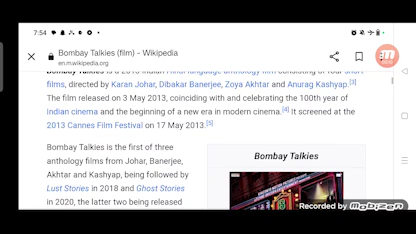 7:54
Bombay Talkies (film) - Wikipedia
en.m.wikipedia.org
Bombay Talkies is a 2013 Indian Hindi-language anthology film consisting of four short
films, directed by Karan Johar, Dibakar Banerjee, Zoya Akhtar and Anurag Kashyap.[3]
The film released on 3 May 2013, coinciding with and celebrating the 100th year of
Indian cinema and the beginning of a new era in modern cinema.[4] It screened at the
2013 Cannes Film Festival on 17 May 2013.[5]
Bombay Talkies is the first of three
anthology films from Johar, Banerjee,
Akhtar and Kashyap, being followed by
Lust Stories in 2018 and Ghost Stories
in 2020, the latter two being released
Bombay Talkies
Recorded by Mobizen